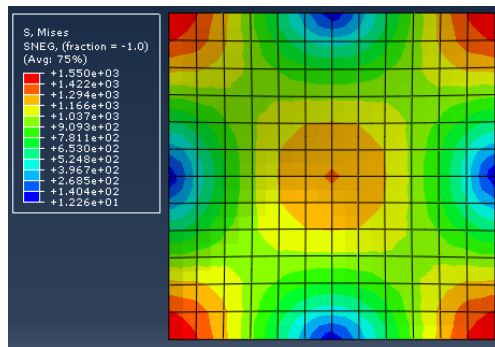 S, Mises
SNEG, (fraction = -1.0)
(Avg: 75%)
+1.550e+03
+1.422e+03
+1.294e+03
+1.166e+03
+1.037e+03
+9.093e+02
+7.811e+02
+6.530e+02
+5.248e+02
+3.967e+02
+2.685e+02
+1.404e+02
+1.226e+01